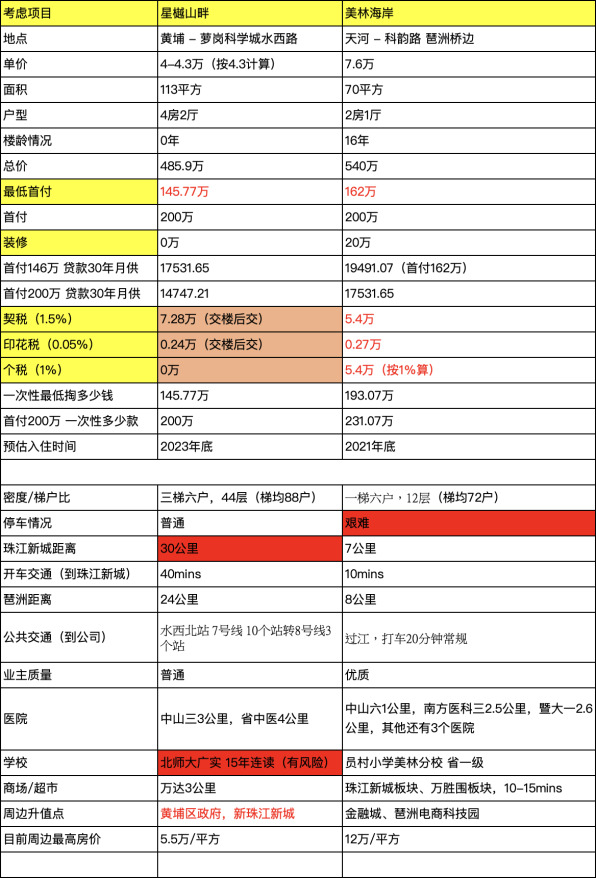 考虑项目 星樾山畔 美林海岸
地点 黄埔 – 萝岗科学城水西路 天河 – 科韵路 琶洲桥边
单价 4-4.3万（按4.3计算） 7.6万
面积 113平方 70平方
户型 4房2厅 2房1厅
楼龄情况 0年 16年
总价 485.9万 540万
最低首付 145.77万 162万
首付 200万 200万
装修 0万 20万
首付146万 贷款30年月供 17531.65 19491.07（首付162万）
首付200万 贷款30年月供 14747.21 17531.65
契税（1.5%） 7.28万（交楼后交） 5.4万
印花税（0.05%） 0.24万（交楼后交） 0.27万
个税（1%） 0万 5.4万（按1%算）
一次性最低掏多少钱 145.77万 193.07万
首付200万 一次性多少款 200万 231.07万
预估入住时间 2023年底 2021年底
密度/梯户比 三梯六户，44层（梯均88户） 一梯六户，12层（梯均72户）
停车情况 普通 艰难
珠江新城距离 30公里 7公里
开车交通（到珠江新城） 40mins 10mins
琶洲距离 24公里 8公里
公共交通（到公司） 水西北站 7号线 10个站转8号线3
个站 过江，打车20分钟常规
业主质量 普通 优质
医院 中山三3公里，省中医4公里 中山六1公里，南方医科三2.5公里，暨大一2.6
公里，其他还有3个医院
学校 北师大广实 15年连读（有风险） 员村小学美林分校 省一级
商场/超市 万达3公里 珠江新城板块、万胜围板块，10-15mins
周边升值点 黄埔区政府，新珠江新城 金融城、琶洲电商科技园
目前周边最高房价 5.5万/平方 12万/平方